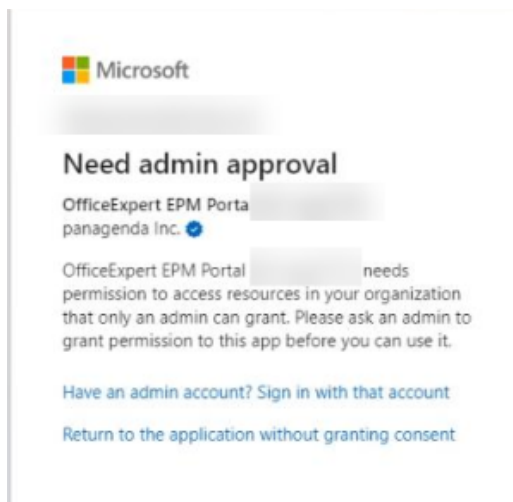 Microsoft
Need admin approval
OfficeExpert EPM Porta
panagenda Inc.
OfficeExpert EPM Portal needs
permission to access resources in your organization
that only an admin can grant. Please ask an admin to
grant permission to this app before you can use it.
Have an admin account? Sign in with that account
Return to the application without granting consent